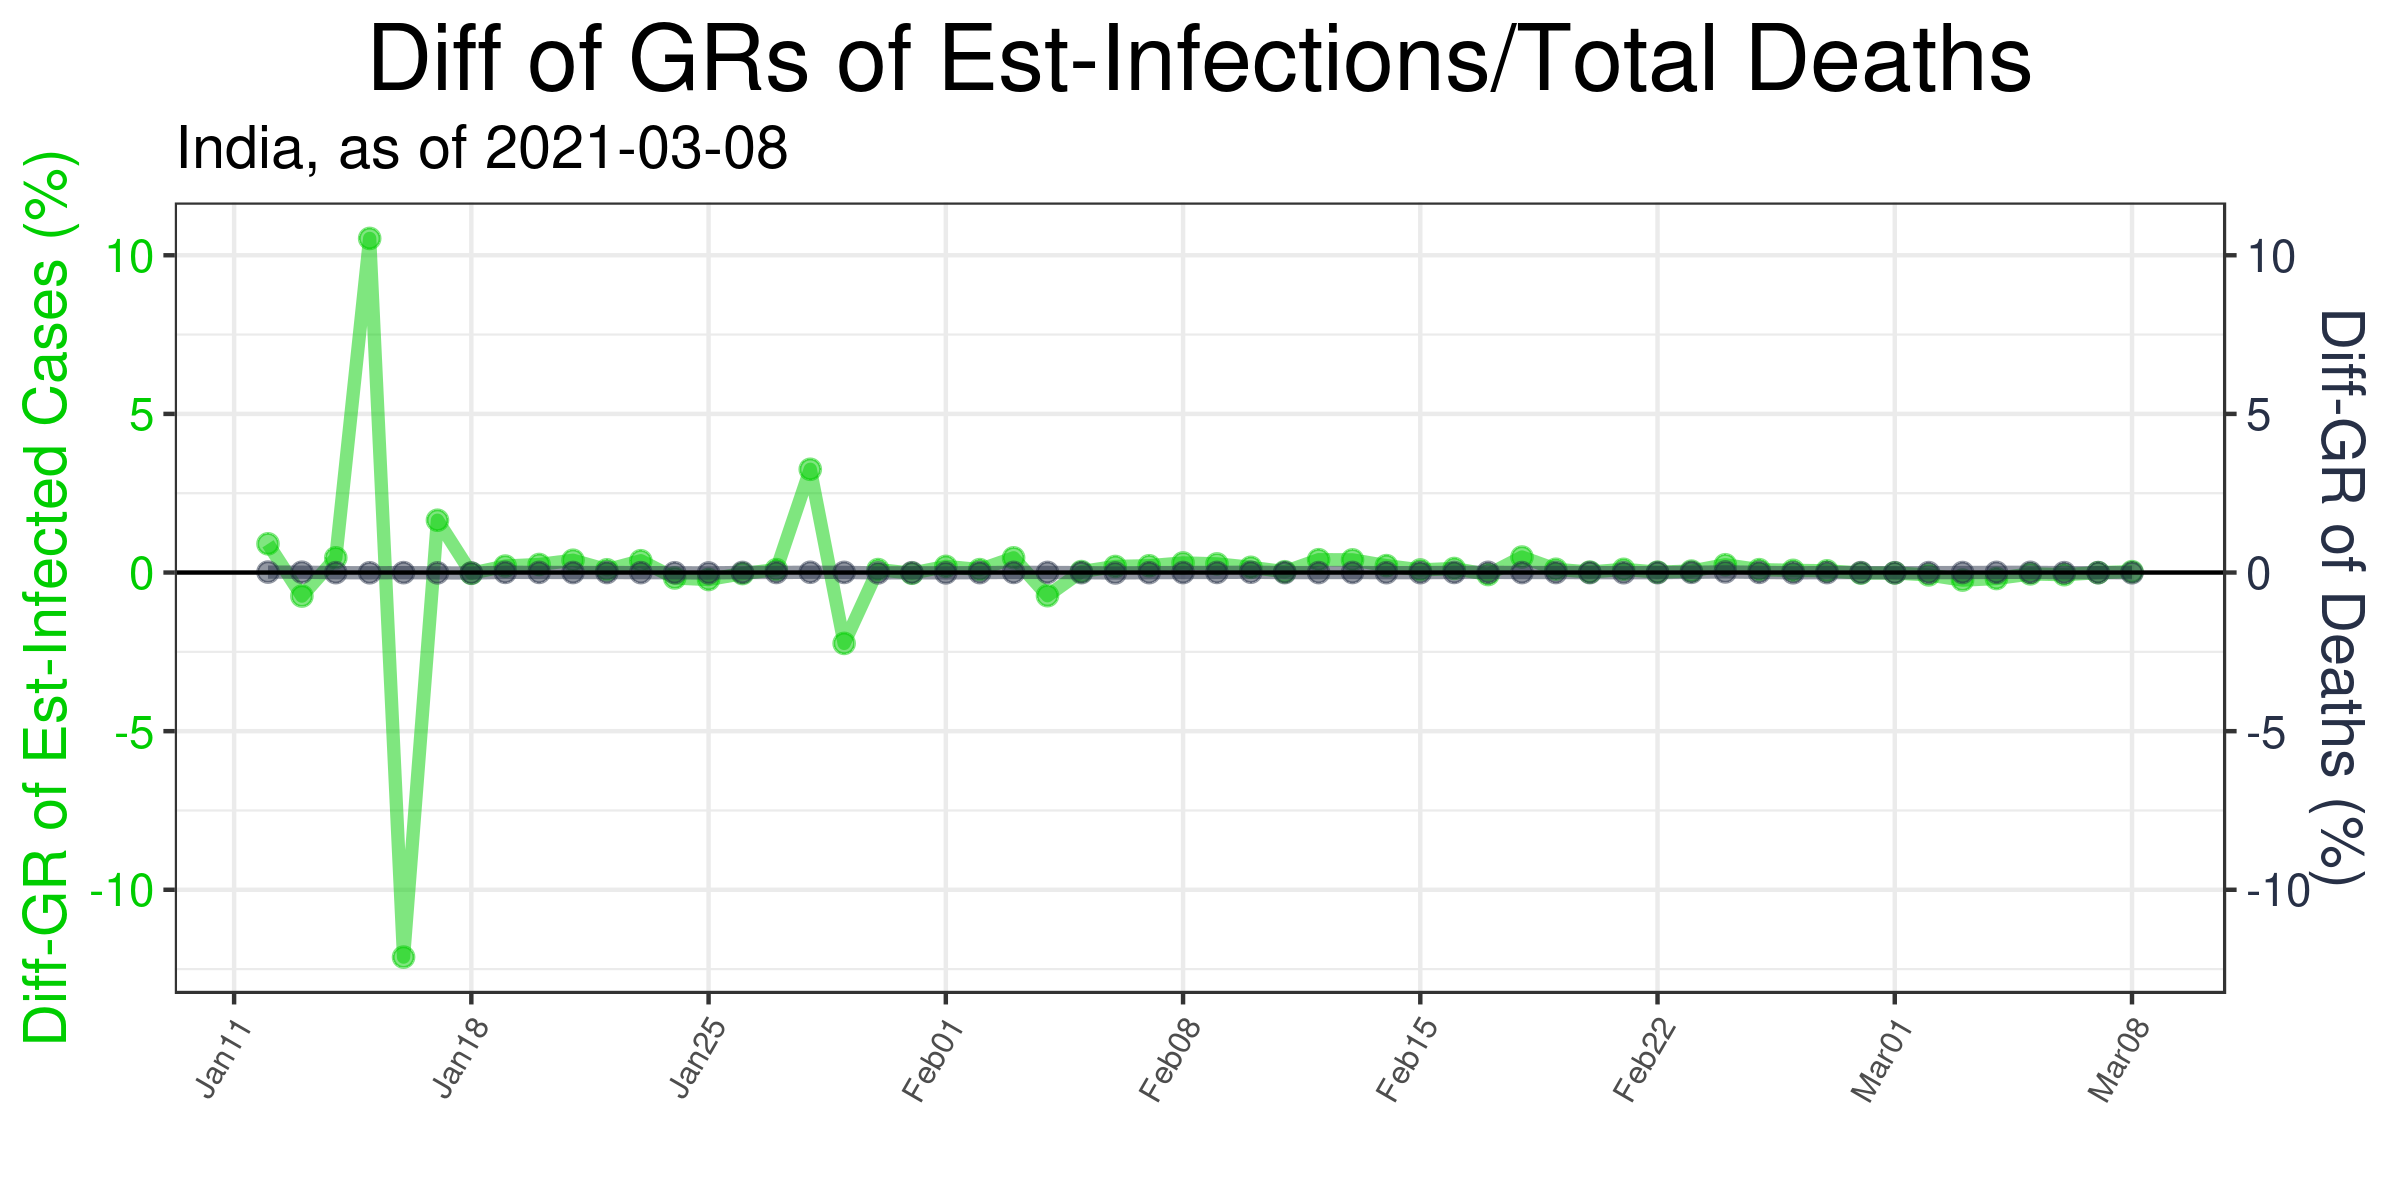 Diff of GRs of Est-Infections/Total Deaths
India, as of 2021-03-08
Diff-GR of Est-Infected Cases (%)
10
5
0
-5
-10
10
5
0
-5
-10
Diff-GR of Deaths (%)
Jan11
Jan18
Jan25
Feb01
Feb08
Feb15
Feb22
Mar01
Mar08